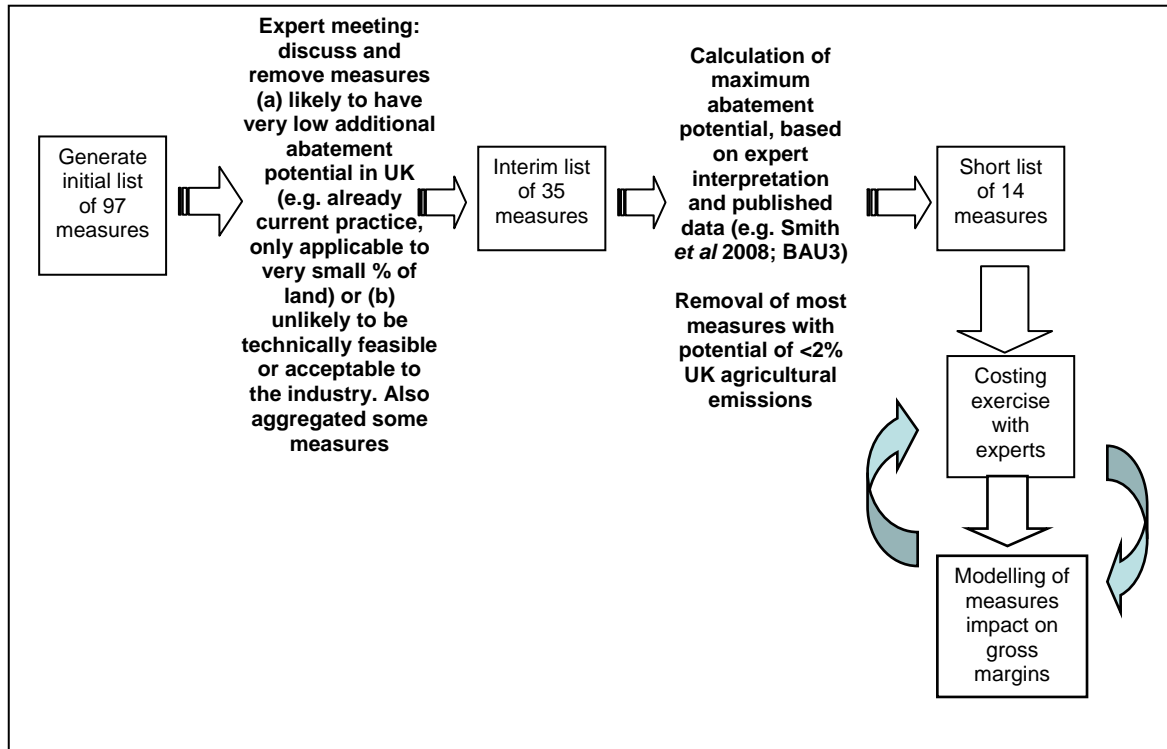 Generate
initial list
of 97
measures
Expert meeting:
discuss and
remove measures
(a) likely to have
very low additional
abatement
potential in UK
(e.g. already
current practice,
only applicable to
very small % of
land) or (b)
unlikely to be
technically feasible
or acceptable to
the industry. Also
aggregated some
measures
Interim list
of 35
measures
Calculation of
maximum
abatement
potential, based
on expert
interpretation
and published
data (e.g. Smith
et al 2008; BAU3)
Removal of most
measures with
potential of <2%
UK agricultural
emissions
Short list
of 14
measures
Costing
exercise
with
experts
Modelling of
measures
impact on
gross
margins